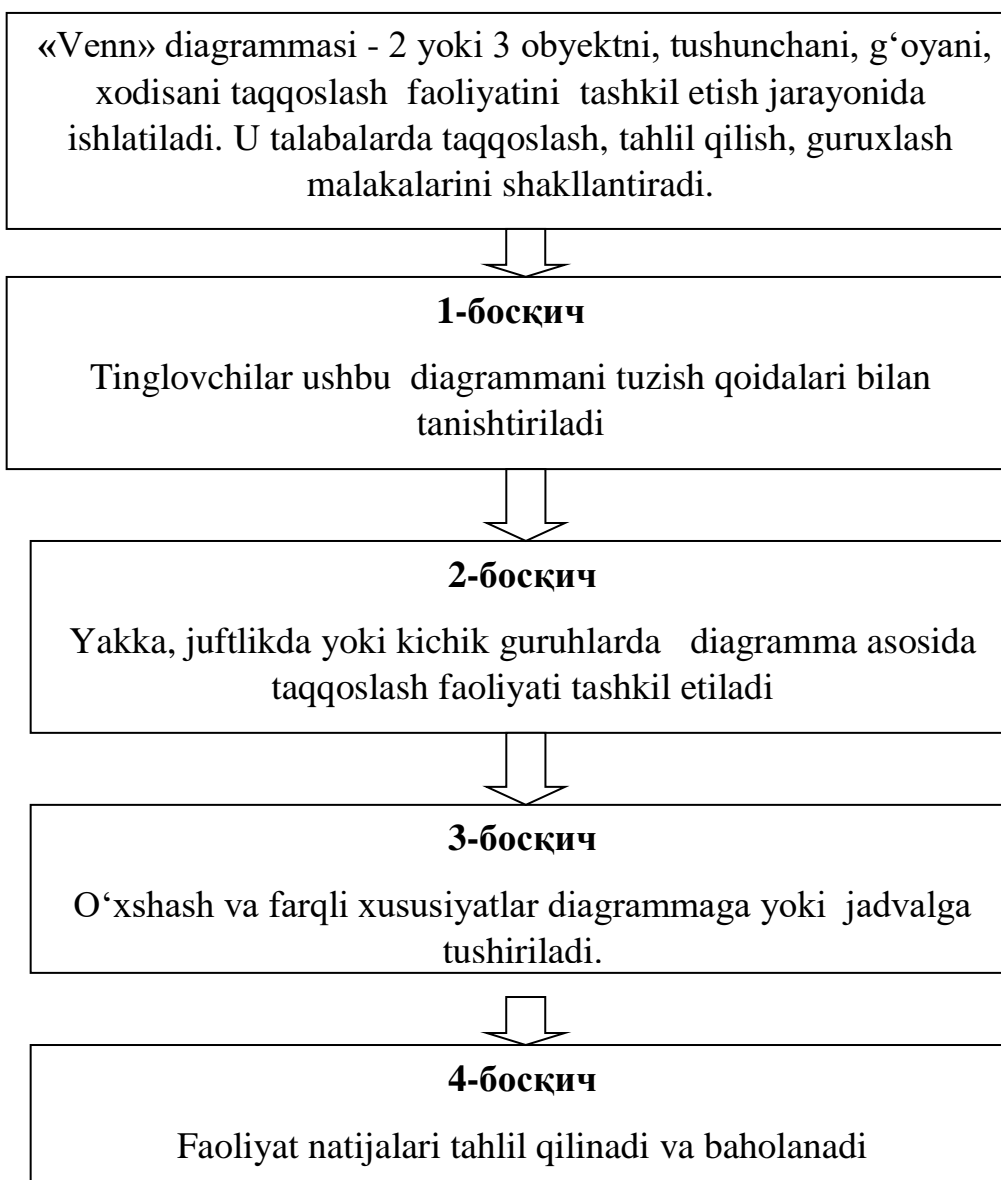 «Venn» diagrammasi - 2 yoki 3 obyektni, tushunchani, g‘oyani,
xodisani taqqoslash faoliyatini tashkil etish jarayonida
ishlatiladi. U talabalarda taqqoslash, tahlil qilish, guruxlash
malakalarini shakllantiradi.
1-босқич
Tinglovchilar ushbu diagrammani tuzish qoidalari bilan
tanishtiriladi
2-босқич
Yakka, juftlikda yoki kichik guruhlarda diagramma asosida
taqqoslash faoliyati tashkil etiladi
3-босқич
O‘xshash va farqli xususiyatlar diagrammaga yoki jadvalga
tushiriladi.
4-босқич
Faoliyat natijalari tahlil qilinadi va baholanadi